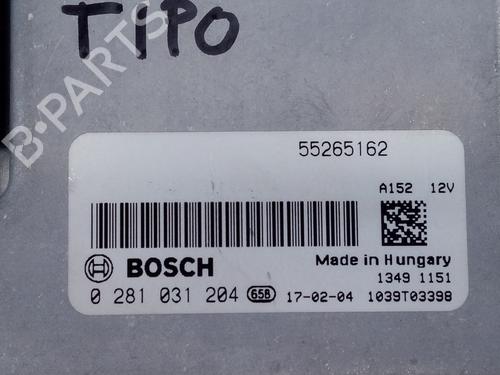 TIPO
B-PARTS
55265162
A152 12V
BOSCH
Made in Hungary
1349 1151
0 281 031 204 65B 17-02-04 1039T03398